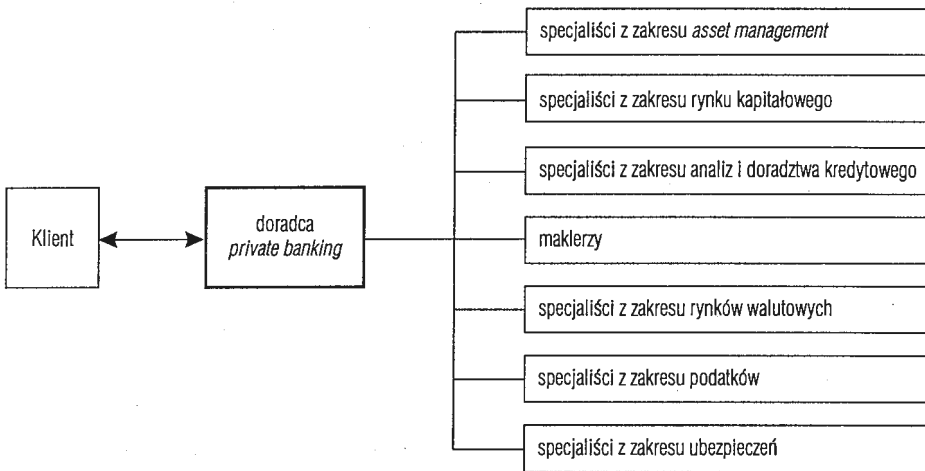 specjaliści z zakresu asset management
specjaliści z zakresu rynku kapitałowego
specjaliści z zakresu analiz i doradztwa kredytowego
Klient
doradca
private banking
maklerzy
specjaliści z zakresu rynków walutowych
specjaliści z zakresu podatków
specjaliści z zakresu ubezpieczeń